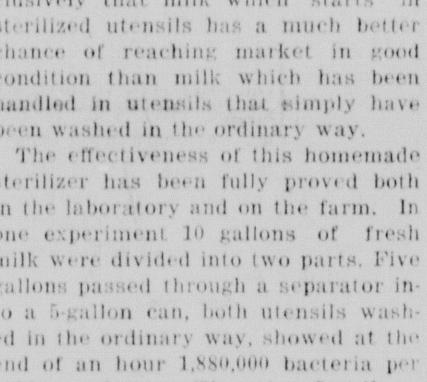 clusively that milk which starts in
sterilized utensils has a much better
chance of reaching market in good
condition than milk which has been
handled in utensils that simply have
been washed in the ordinary way.
The effectiveness of this homemade
sterilizer has been fully proved both
in the laboratory and on the farm. In
one experiment 10 gallons of fresh
milk were divided into two parts. Five
gallons passed through a separator in-
to a 5-gallon can, both utensils wash-
ed in the ordinary way, showed at the
end of an hour 1,880,000 bacteria per